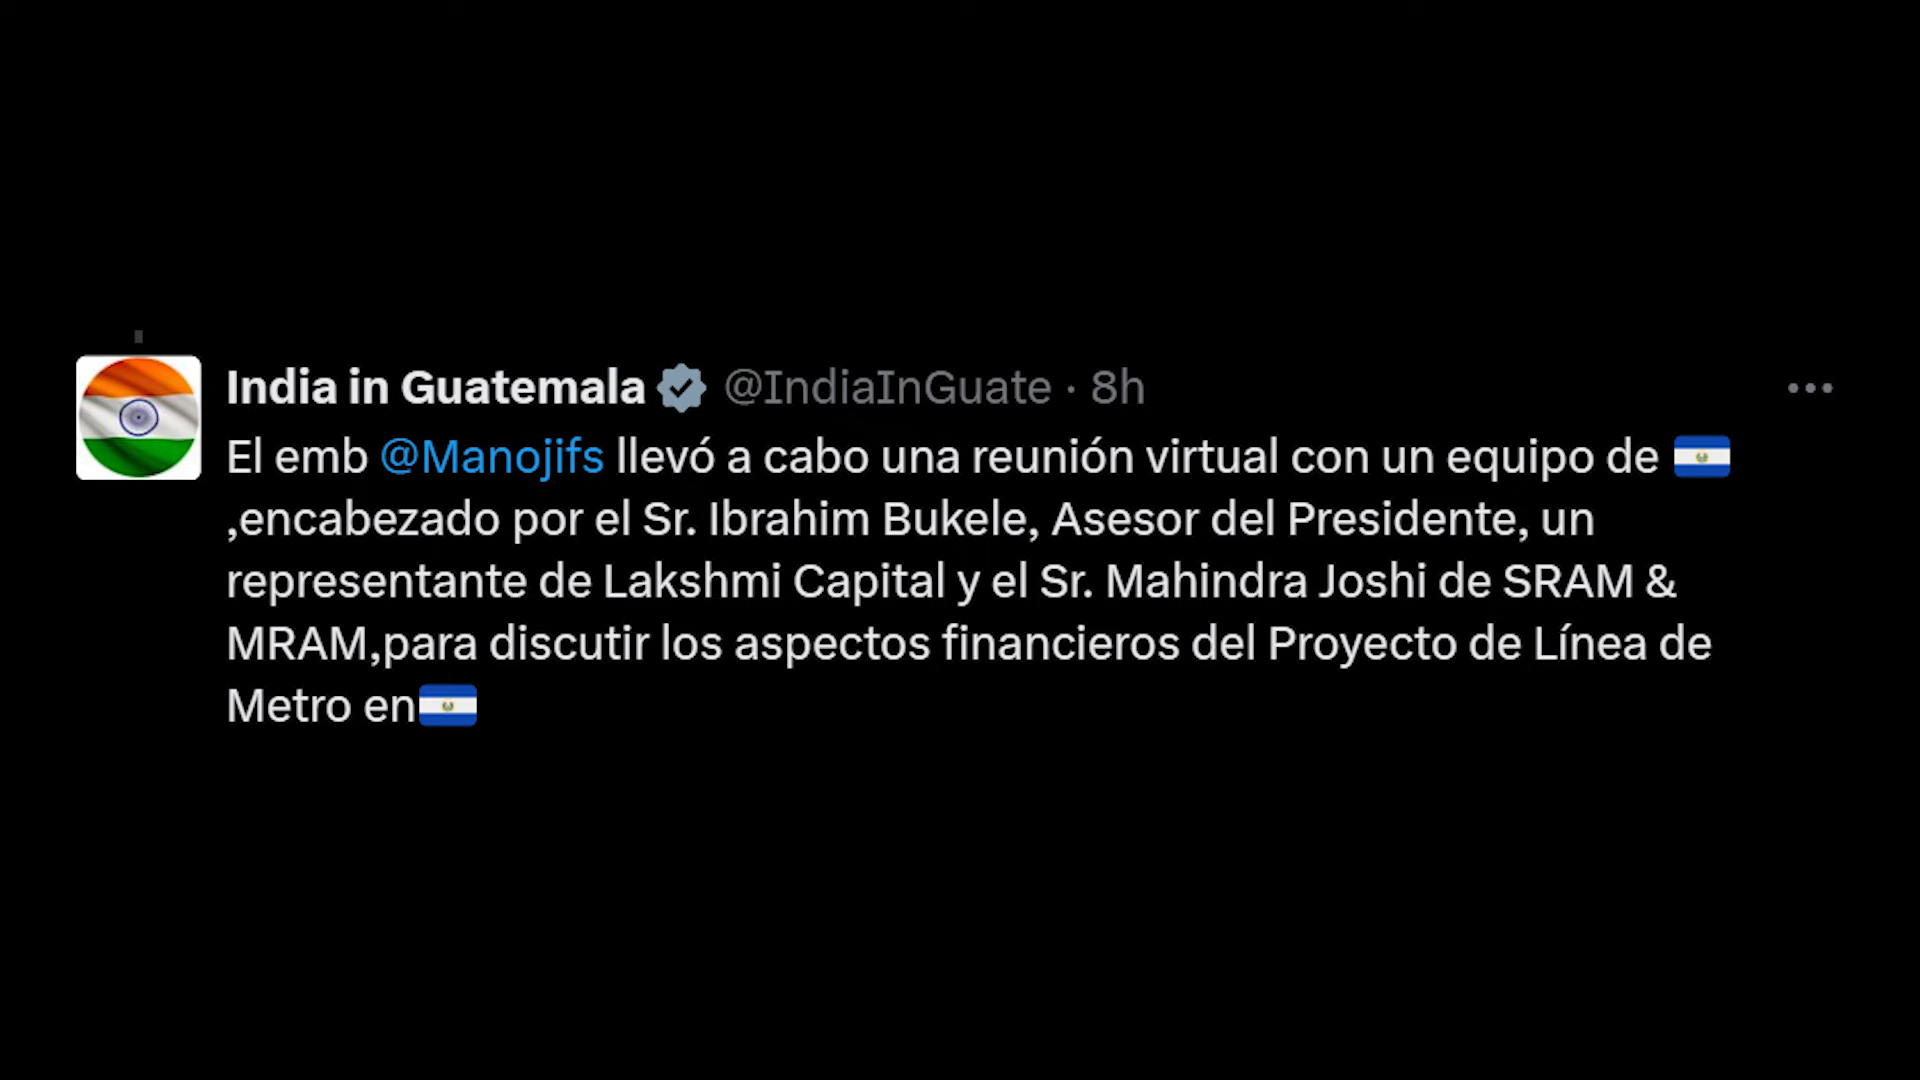 India in Guatemala @IndiaInGuate · 8h
El emb @Manojifs llevó a cabo una reunión virtual con un equipo de 🇸🇻
,encabezado por el Sr. Ibrahim Bukele, Asesor del Presidente, un
representante de Lakshmi Capital y el Sr. Mahindra Joshi de SRAM &
MRAM,para discutir los aspectos financieros del Proyecto de Línea de
Metro en🇸🇻